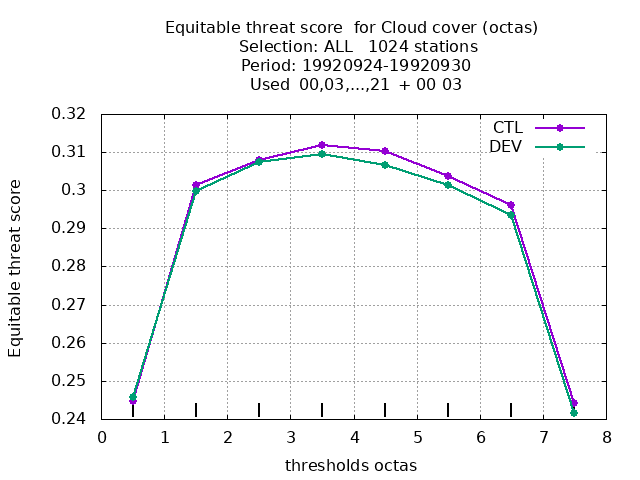 Equitable threat score  for Cloud cover (octas)
Selection: ALL   1024 stations
Period: 19920924-19920930
Used  00,03,...,21  + 00 03
CTL
DEV
0.32
0.31
0.3
0.29
0.28
0.27
0.26
0.25
0.24
Equitable threat score
0 1 2 3 4 5 6 7 8
thresholds octas